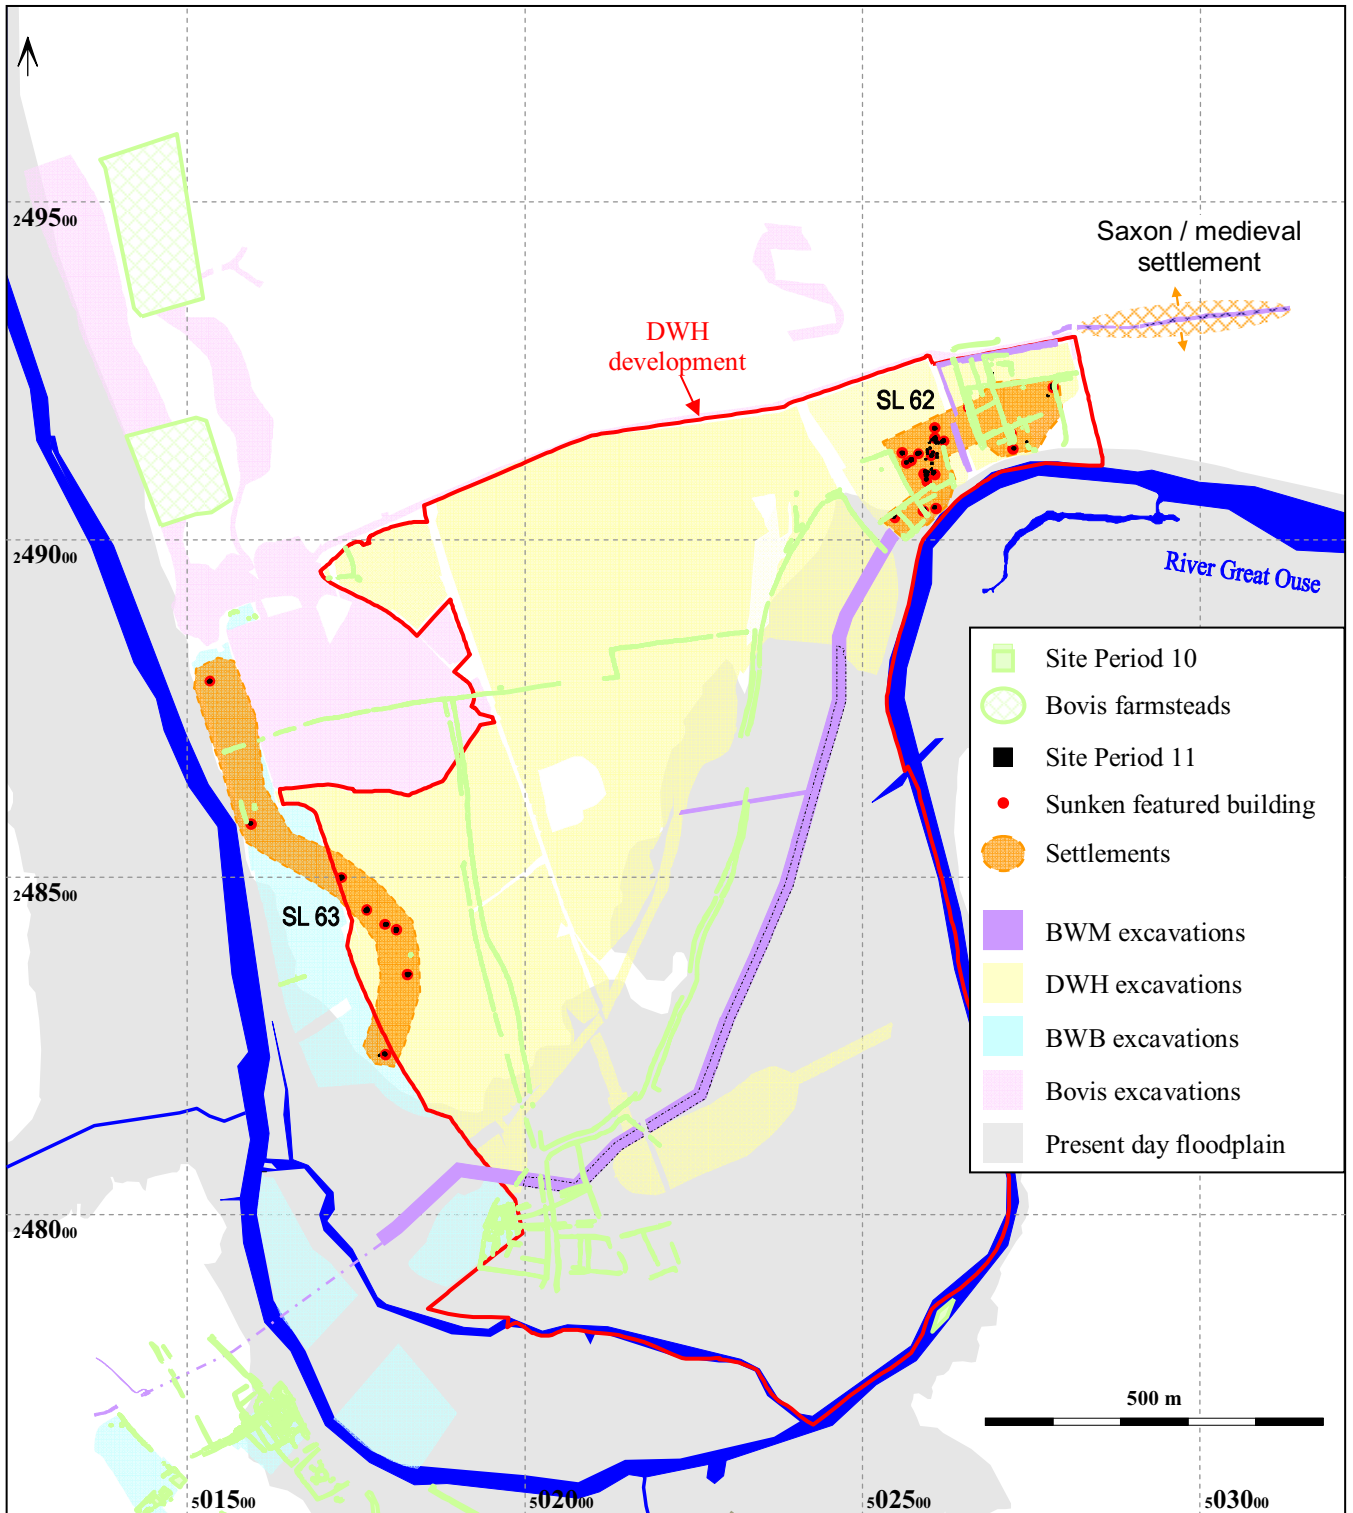 249500
Saxon / medieval
settlement
DWH
development
SL 62
249000
River Great Ouse
Site Period 10
Bovis farmsteads
Site Period 11
Sunken featured building
Settlements
248500
SL 63
BWM excavations
DWH excavations
BWB excavations
Bovis excavations
Present day floodplain
248000
500 m
501500
502000
502500
503000